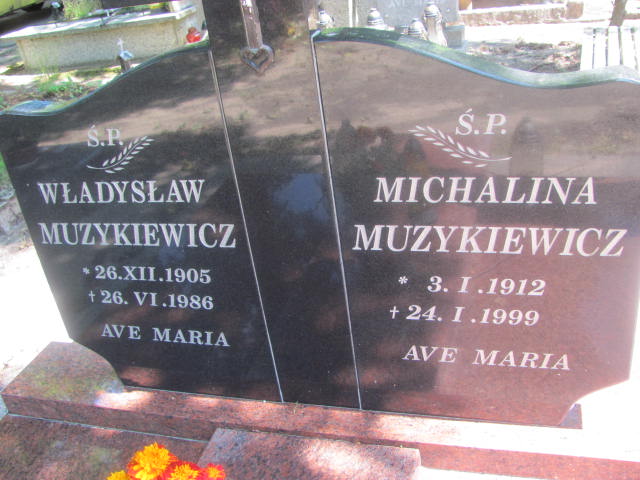 Ś.P.
WŁADYSŁAW
MUZYKIEWICZ
* 26.XII.1905
† 26. VI.1986
AVE MARIA
Ś.P.
MICHALINA
MUZYKIEWICZ
* 3. I.1912
† 24. I.1999
AVE MARIA